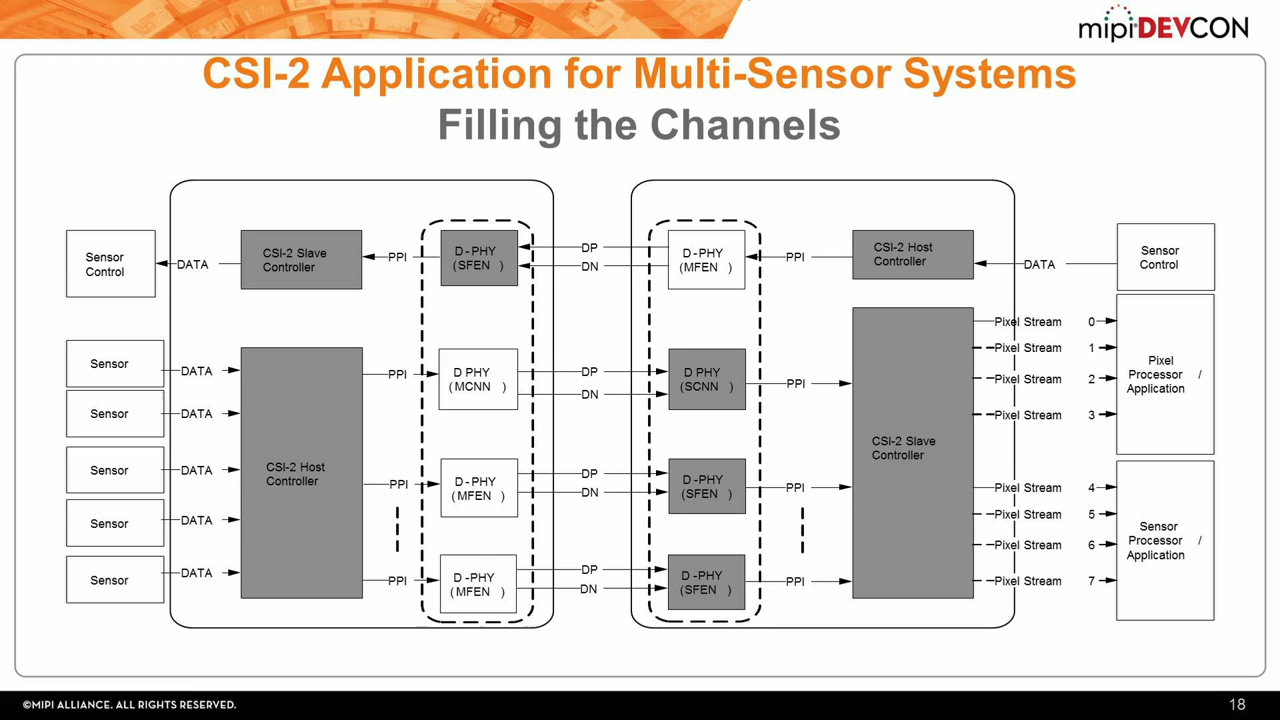 mipi DEVCON
CSI-2 Application for Multi-Sensor Systems
Filling the Channels
Sensor
Control
DATA
CSI-2 Slave
Controller
PPI
D-PHY
(SFEN )
DP
DN
D-PHY
(MFEN )
PPI
CSI-2 Host
Controller
DATA
Sensor
Control
Sensor
DATA
Sensor
DATA
Sensor
DATA
Sensor
DATA
Sensor
DATA
CSI-2 Host
Controller
PPI
D PHY
(MCNN )
DP
DN
D PHY
(SCNN )
PPI
PPI
D-PHY
(MFEN )
DP
DN
D-PHY
(SFEN )
PPI
PPI
D-PHY
(MFEN )
DP
DN
D-PHY
(SFEN )
PPI
CSI-2 Slave
Controller
Pixel Stream 0
Pixel Stream 1
Pixel Stream 2
Pixel Stream 3
Pixel
Processor /
Application
Pixel Stream 4
Pixel Stream 5
Pixel Stream 6
Pixel Stream 7
Sensor
Processor /
Application
©MIPI ALLIANCE. ALL RIGHTS RESERVED.
18